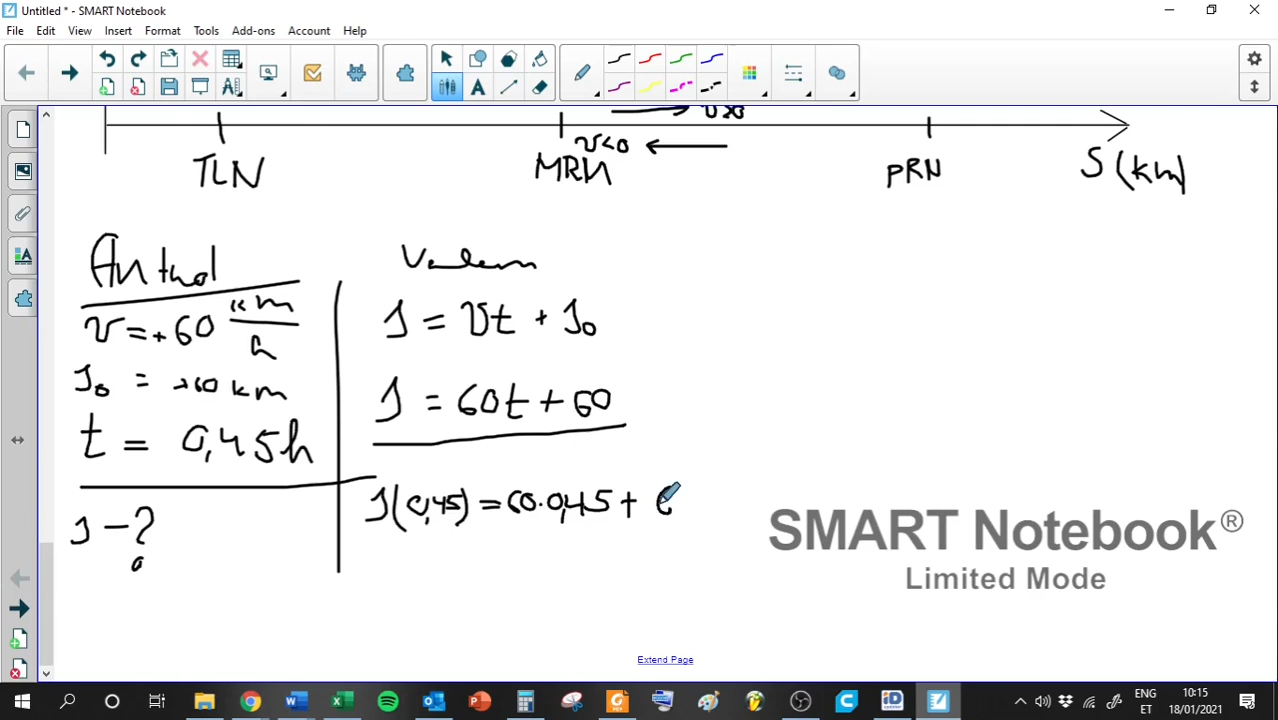 Untitled * - SMART Notebook
File Edit View Insert Format Tools Add-ons Account Help
v>0
v<0
TLN MRN PRN S(km)
Antud
v = +60 km/h
s₀ = +60 km
t = 0,45h
s - ?
Valem
s = vt + s₀
s = 60t + 60
s(0,45) = 60·0,45 + 6
SMART Notebook®
Limited Mode
Extend Page
ENG
ET
10:15
18/01/2021